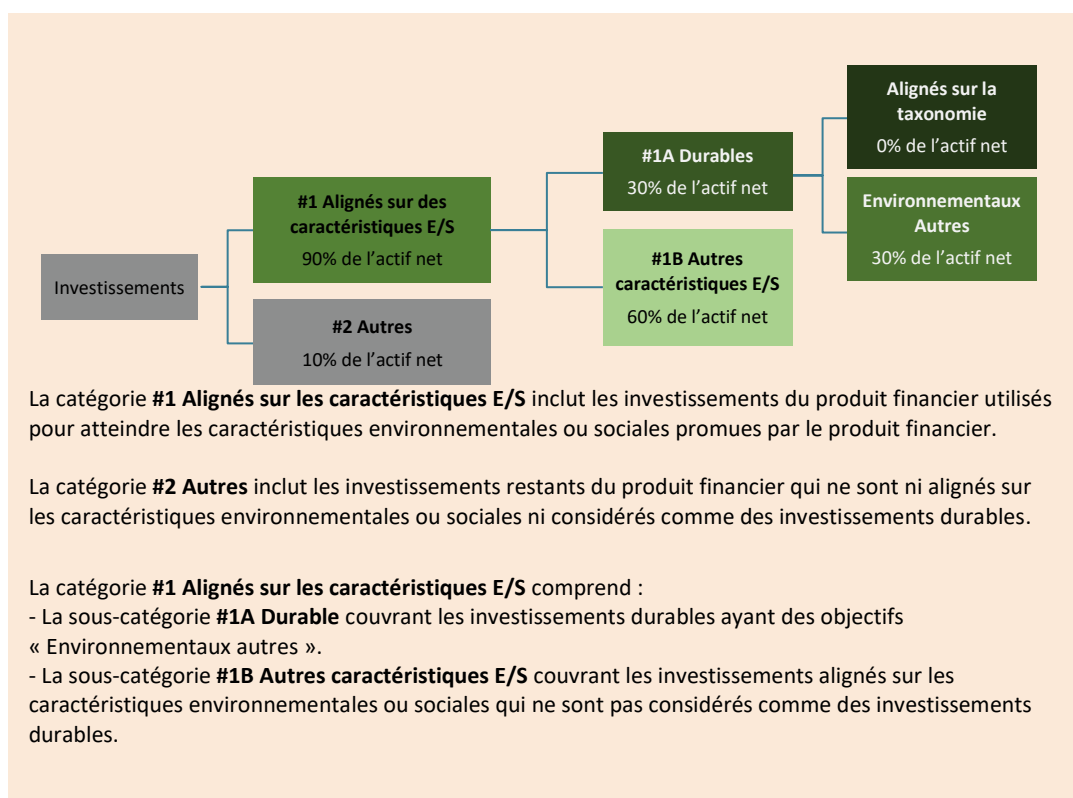 Investissements
#1 Alignés sur des
caractéristiques E/S
90% de l’actif net
#2 Autres
10% de l’actif net
#1A Durables
30% de l’actif net
#1B Autres
caractéristiques E/S
60% de l’actif net
Alignés sur la
taxonomie
0% de l’actif net
Environnementaux
Autres
30% de l’actif net
La catégorie #1 Alignés sur les caractéristiques E/S inclut les investissements du produit financier utilisés
pour atteindre les caractéristiques environnementales ou sociales promues par le produit financier.
La catégorie #2 Autres inclut les investissements restants du produit financier qui ne sont ni alignés sur
les caractéristiques environnementales ou sociales ni considérés comme des investissements durables.
La catégorie #1 Alignés sur les caractéristiques E/S comprend :
- La sous-catégorie #1A Durable couvrant les investissements durables ayant des objectifs
« Environnementaux autres ».
- La sous-catégorie #1B Autres caractéristiques E/S couvrant les investissements alignés sur les
caractéristiques environnementales ou sociales qui ne sont pas considérés comme des investissements
durables.